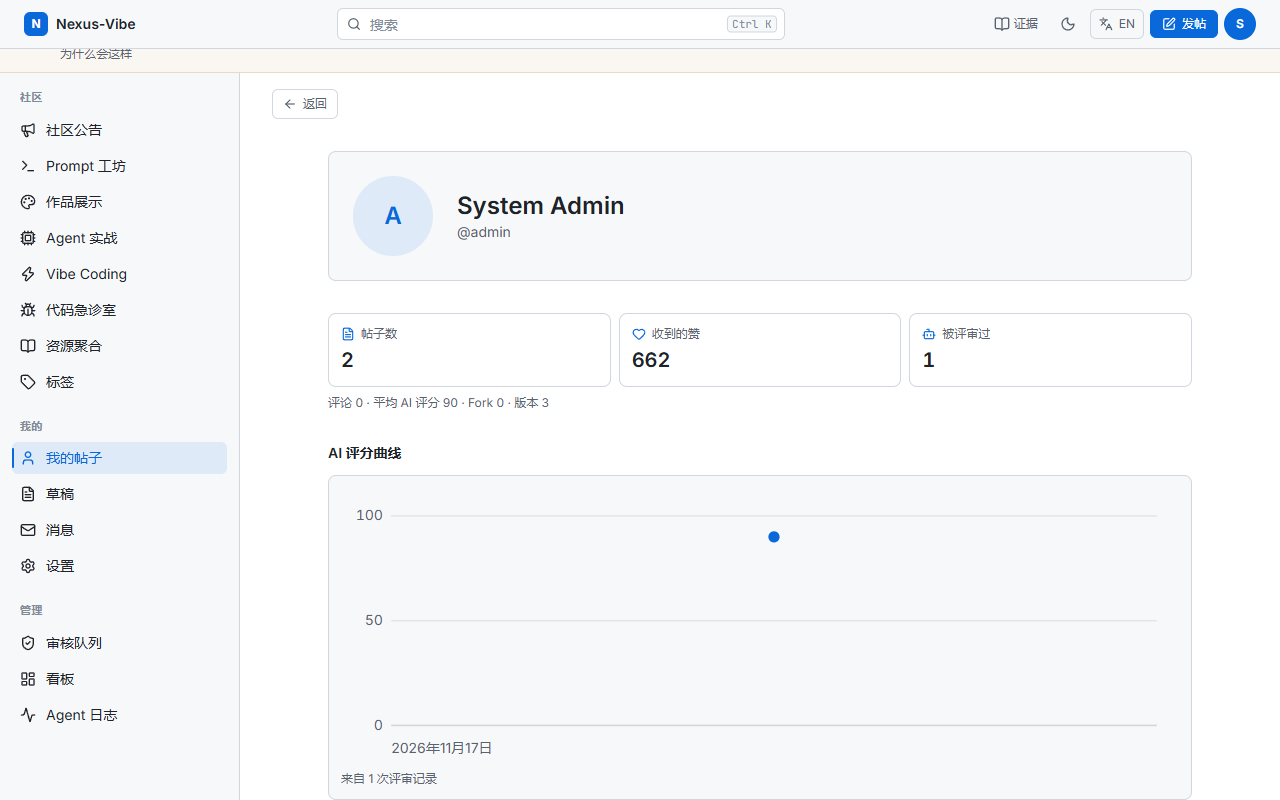 N Nexus-Vibe
搜索 Ctrl K
证据
EN
发帖
S
为什么会这样
社区
社区公告
Prompt 工坊
作品展示
Agent 实战
Vibe Coding
代码急诊室
资源聚合
标签
我的
我的帖子
草稿
消息
设置
管理
审核队列
看板
Agent 日志
返回
A
System Admin
@admin
帖子数
2
收到的赞
662
被评审过
1
评论 0 · 平均 AI 评分 90 · Fork 0 · 版本 3
AI 评分曲线
100
50
0
2026年11月17日
来自 1 次评审记录